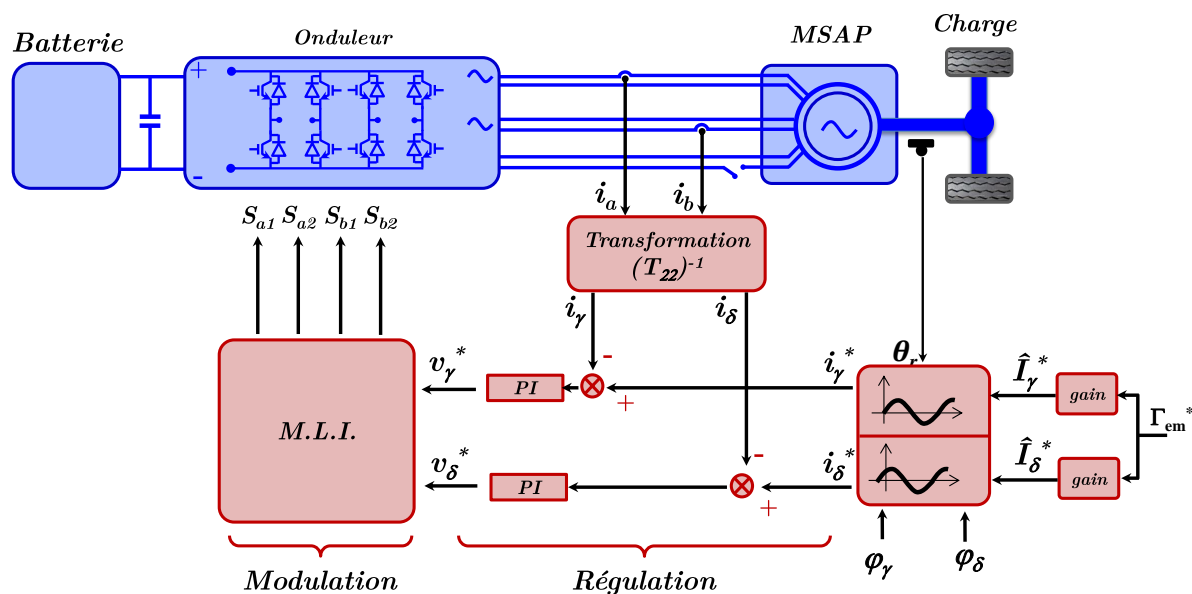 Batterie
Onduleur
MSAP
Charge
+
-
i_a
i_b
S_a1 S_a2 S_b1 S_b2
Transformation
(T_22)^-1
i_γ
i_δ
M.L.I.
v_γ*
PI
-
+
i_γ*
θ_r
Î_γ*
gain
Γ_em*
v_δ*
PI
-
+
i_δ*
Î_δ*
gain
φ_γ
φ_δ
Modulation
Régulation